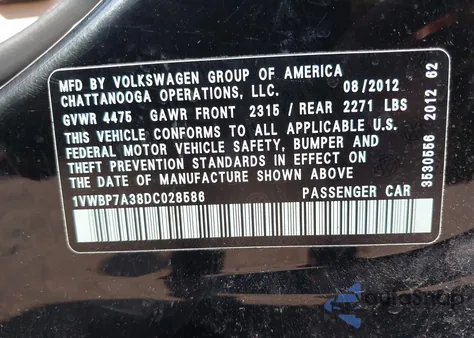 MFD BY VOLKSWAGEN GROUP OF AMERICA
CHATTANOOGA OPERATIONS, LLC. 08/2012
GVWR 4475 GAWR FRONT 2315/ REAR 2271 LBS
THIS VEHICLE CONFORMS TO ALL APPLICABLE U.S.
FEDERAL MOTOR VEHICLE SAFETY, BUMPER AND
THEFT PREVENTION STANDARDS IN EFFECT ON
THE DATE OF MANUFACTURE SHOWN ABOVE
1VWBP7A38DC028586 PASSENGER CAR
3530556 2012 62
AutoSnap